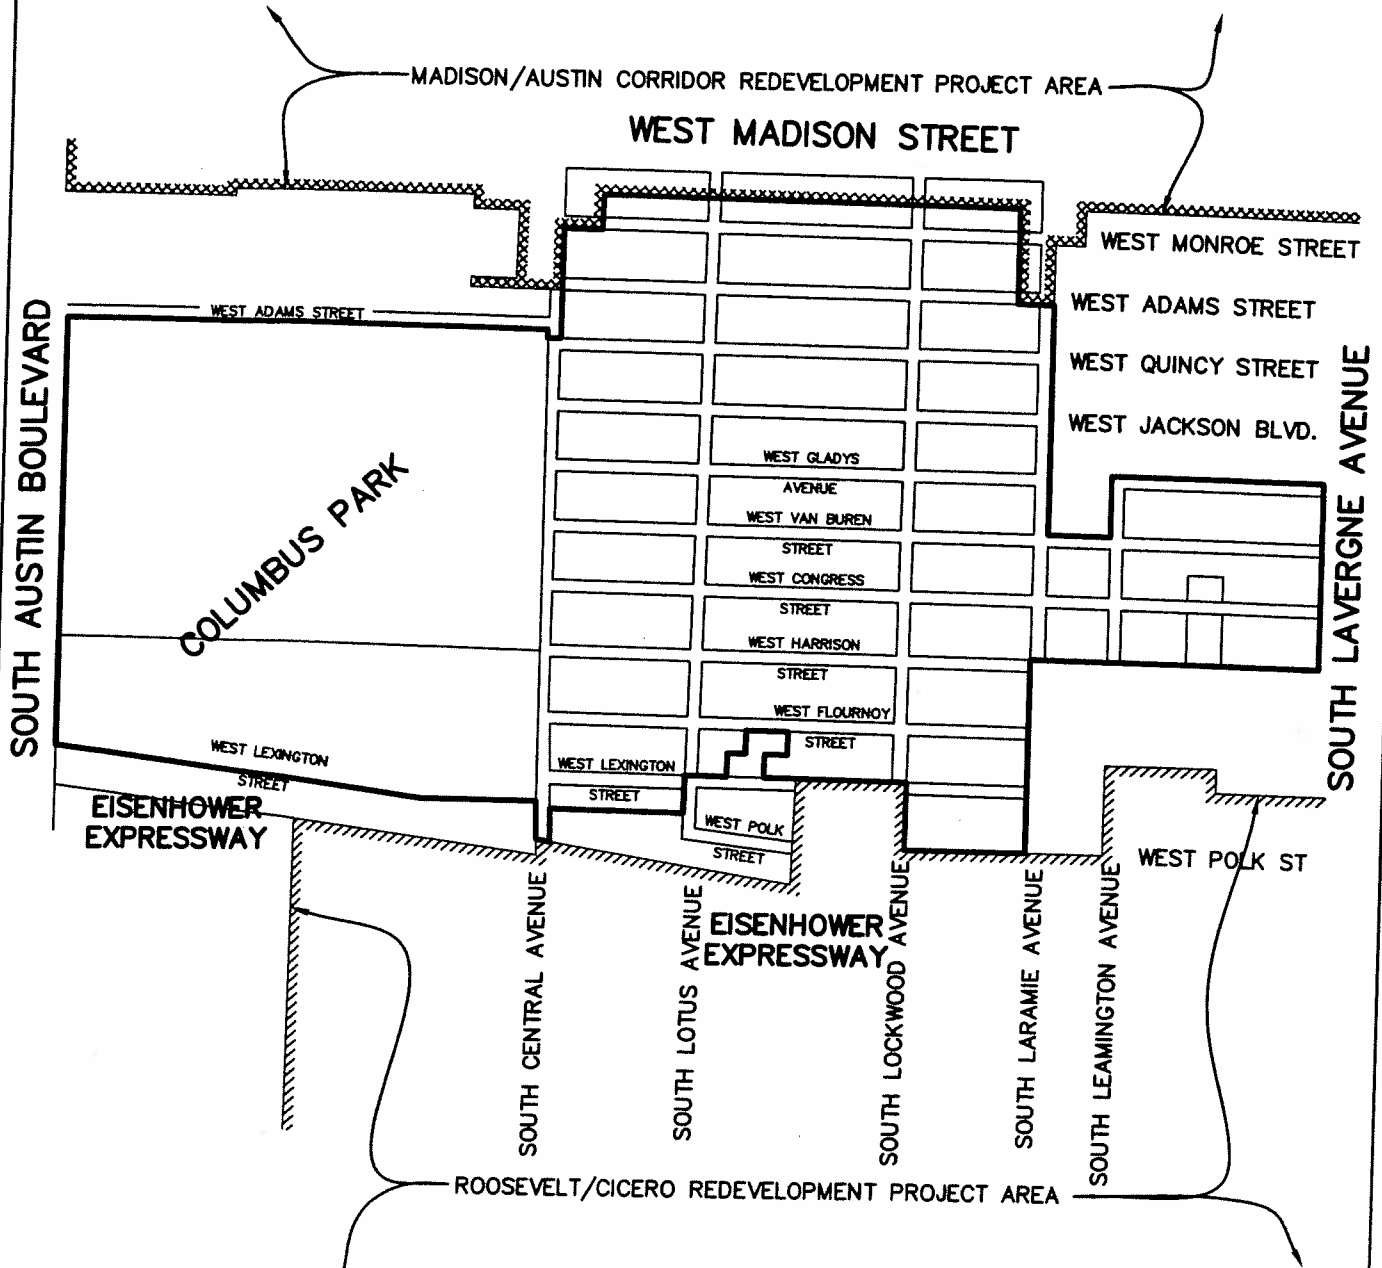 MADISON/AUSTIN CORRIDOR REDEVELOPMENT PROJECT AREA
WEST MADISON STREET
WEST MONROE STREET
WEST ADAMS STREET
WEST ADAMS STREET
WEST QUINCY STREET
WEST JACKSON BLVD.
SOUTH AUSTIN BOULEVARD
COLUMBUS PARK
SOUTH LAVERGNE AVENUE
WEST GLADYS
AVENUE
WEST VAN BUREN
STREET
WEST CONGRESS
STREET
WEST HARRISON
STREET
WEST FLOURNOY
STREET
WEST LEXINGTON
STREET
WEST LEXINGTON
STREET
EISENHOWER
EXPRESSWAY
WEST POLK
STREET
WEST POLK ST
EISENHOWER
EXPRESSWAY
SOUTH CENTRAL AVENUE
SOUTH LOTUS AVENUE
SOUTH LOCKWOOD AVENUE
SOUTH LARAMIE AVENUE
SOUTH LEAMINGTON AVENUE
ROOSEVELT/CICERO REDEVELOPMENT PROJECT AREA